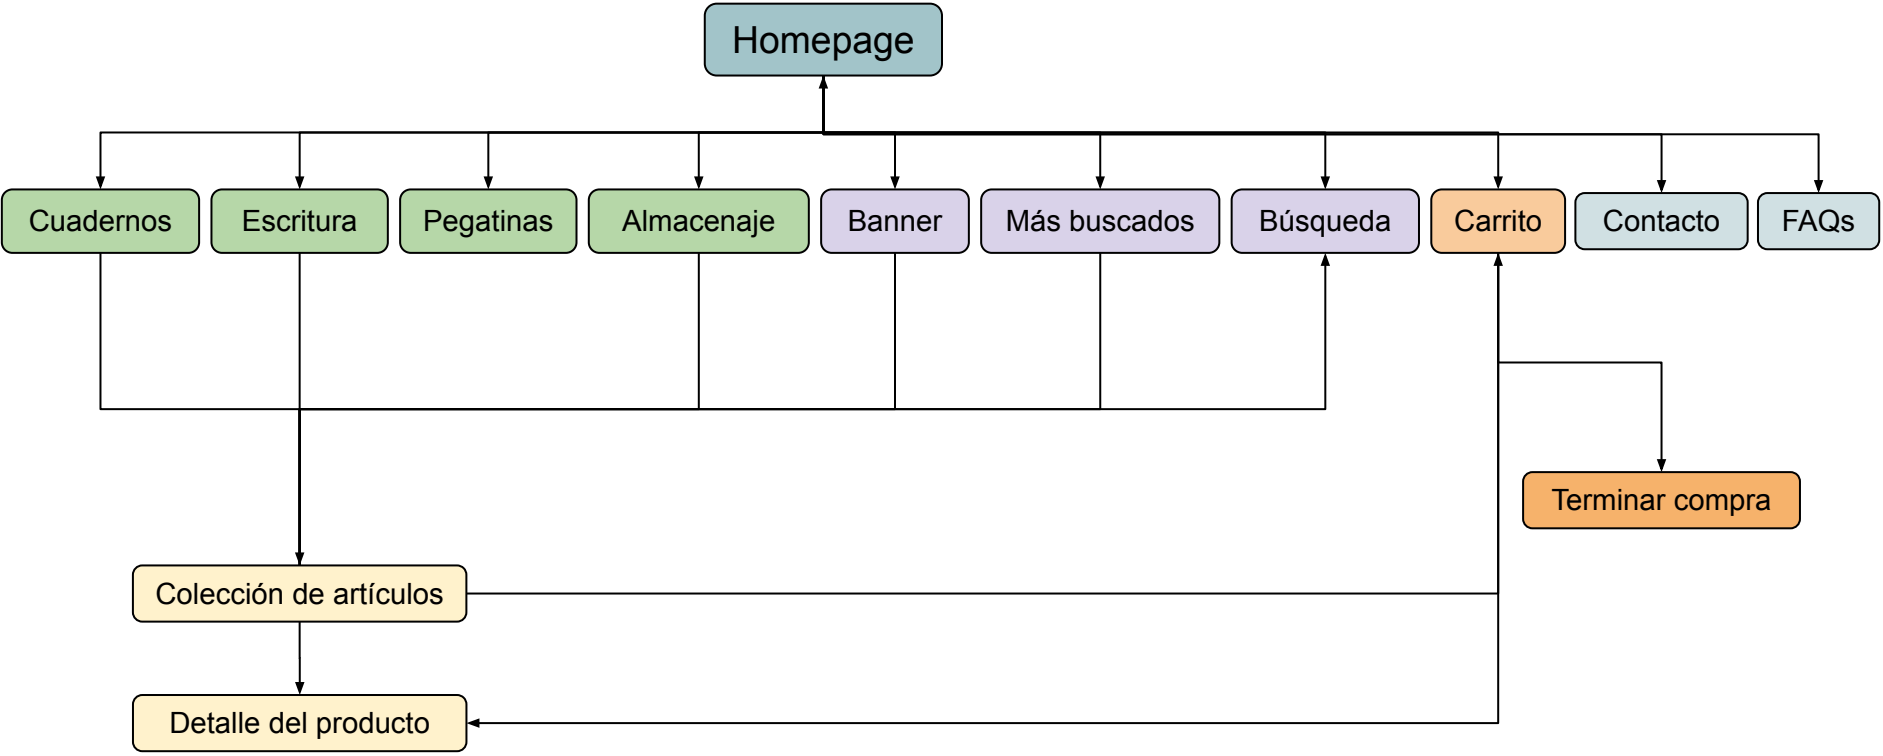 Homepage
Cuadernos
Escritura
Pegatinas
Almacenaje
Banner
Más buscados
Búsqueda
Carrito
Contacto
FAQs
Terminar compra
Colección de artículos
Detalle del producto